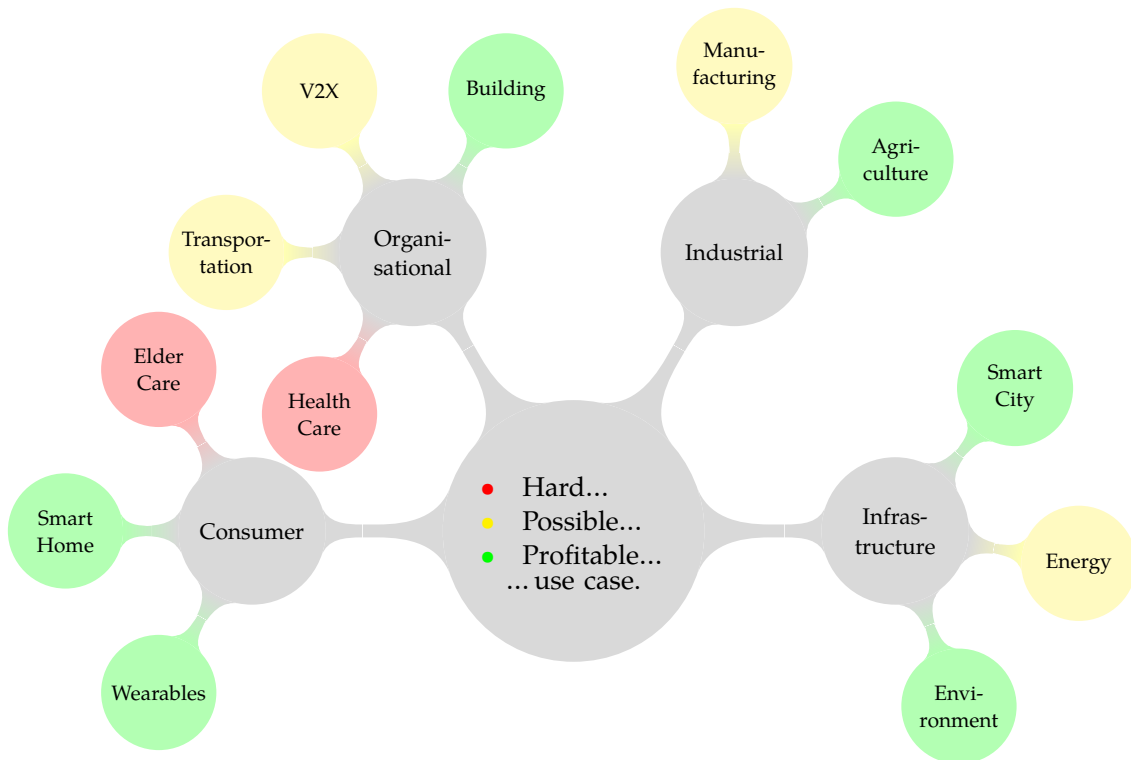 Manu-
facturing
V2X
Building
Agri-
culture
Transpor-
tation
Organi-
sational
Industrial
Elder
Care
Health
Care
Smart
City
Smart
Home
Consumer
● Hard...
● Possible...
● Profitable...
... use case.
Infras-
tructure
Energy
Wearables
Envi-
ronment